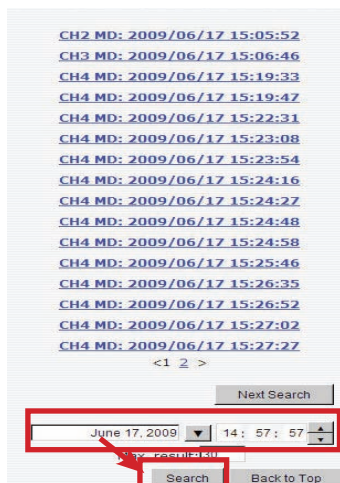 CH2 MD: 2009/06/17 15:05:52
CH3 MD: 2009/06/17 15:06:46
CH4 MD: 2009/06/17 15:19:33
CH4 MD: 2009/06/17 15:19:47
CH4 MD: 2009/06/17 15:22:31
CH4 MD: 2009/06/17 15:23:08
CH4 MD: 2009/06/17 15:23:54
CH4 MD: 2009/06/17 15:24:16
CH4 MD: 2009/06/17 15:24:27
CH4 MD: 2009/06/17 15:24:48
CH4 MD: 2009/06/17 15:24:58
CH4 MD: 2009/06/17 15:25:46
CH4 MD: 2009/06/17 15:26:35
CH4 MD: 2009/06/17 15:26:52
CH4 MD: 2009/06/17 15:27:02
CH4 MD: 2009/06/17 15:27:27
<1 2 >
Next Search
June 17, 2009 14: 57: 57
Max. result:
Search Back to Top